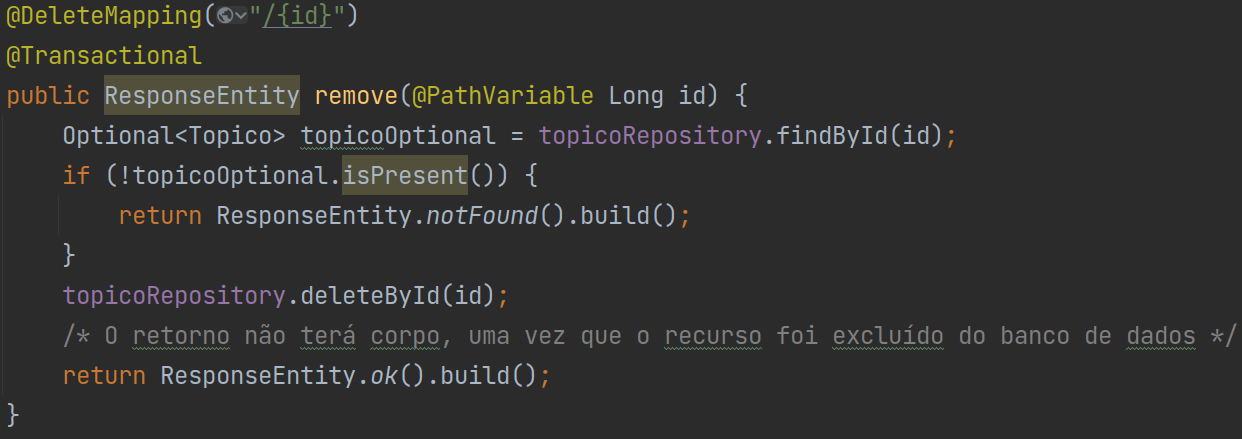 @DeleteMapping("/{id}")
@Transactional
public ResponseEntity remove(@PathVariable Long id) {
    Optional<Topico> topicoOptional = topicoRepository.findById(id);
    if (!topicoOptional.isPresent()) {
        return ResponseEntity.notFound().build();
    }
    topicoRepository.deleteById(id);
    /* O retorno não terá corpo, uma vez que o recurso foi excluído do banco de dados */
    return ResponseEntity.ok().build();
}